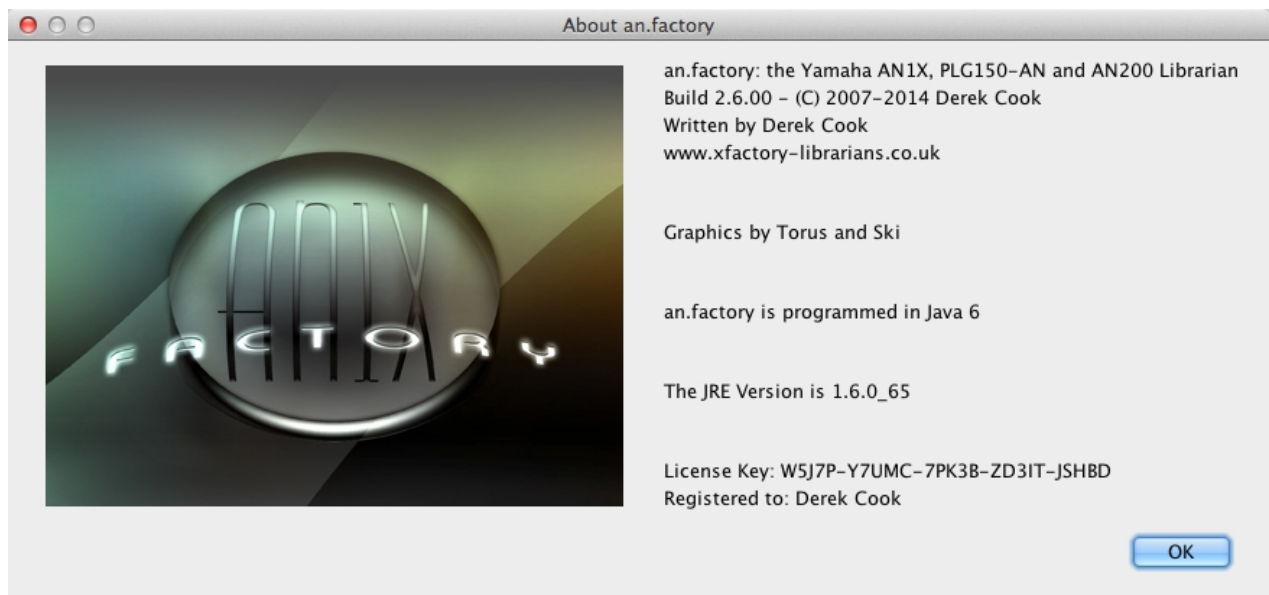 About an.factory
AN1X
FACTORY
an.factory: the Yamaha AN1X, PLG150-AN and AN200 Librarian
Build 2.6.00 - (C) 2007-2014 Derek Cook
Written by Derek Cook
www.xfactory-librarians.co.uk
Graphics by Torus and Ski
an.factory is programmed in Java 6
The JRE Version is 1.6.0_65
License Key: W5J7P-Y7UMC-7PK3B-ZD3IT-JSHBD
Registered to: Derek Cook
OK